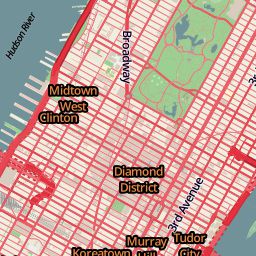 Hudson River
Broadway
Midtown
West
Clinton
Diamond
District
3rd Avenue
Murray
Hill
Tudor
City
Koreatown